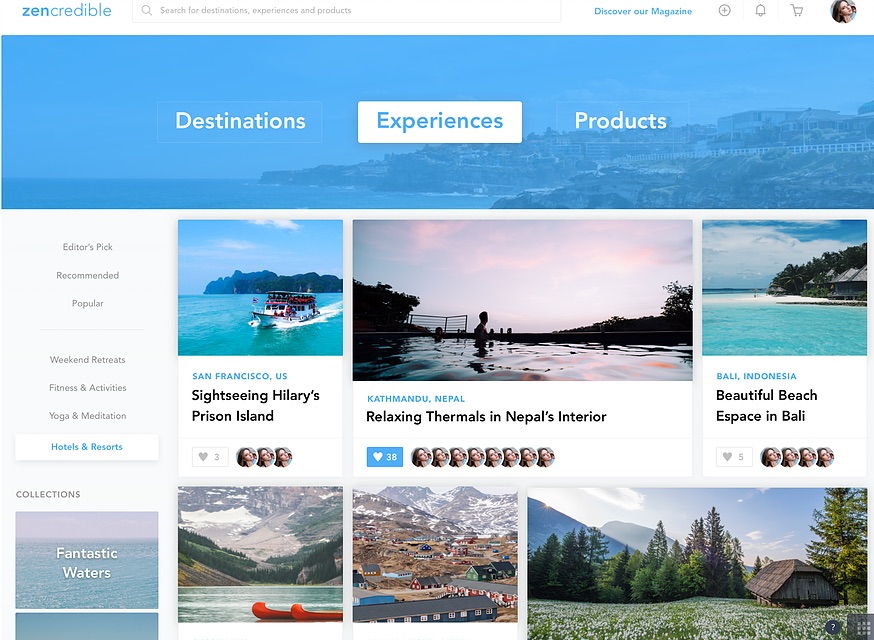 zencredible
Search for destinations, experiences and products
Discover our Magazine
Destinations
Experiences
Products
Editor's Pick
Recommended
Popular
Weekend Retreats
Fitness & Activities
Yoga & Meditation
Hotels & Resorts
COLLECTIONS
Fantastic
Waters
SAN FRANCISCO, US
Sightseeing Hilary's
Prison Island
3
KATHMANDU, NEPAL
Relaxing Thermals in Nepal's Interior
38
BALI, INDONESIA
Beautiful Beach
Espace in Bali
5
?